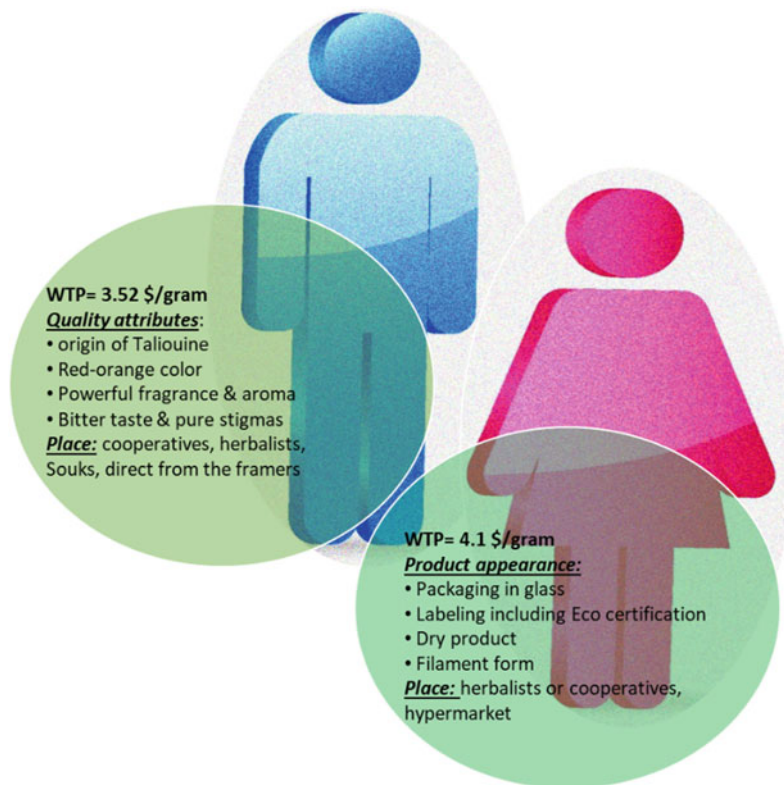 WTP= 3.52 $/gram
Quality attributes:
• origin of Taliouine
• Red-orange color
• Powerful fragrance & aroma
• Bitter taste & pure stigmas
Place: cooperatives, herbalists,
Souks, direct from the framers
WTP= 4.1 $/gram
Product appearance:
• Packaging in glass
• Labeling including Eco certification
• Dry product
• Filament form
Place: herbalists or cooperatives,
hypermarket